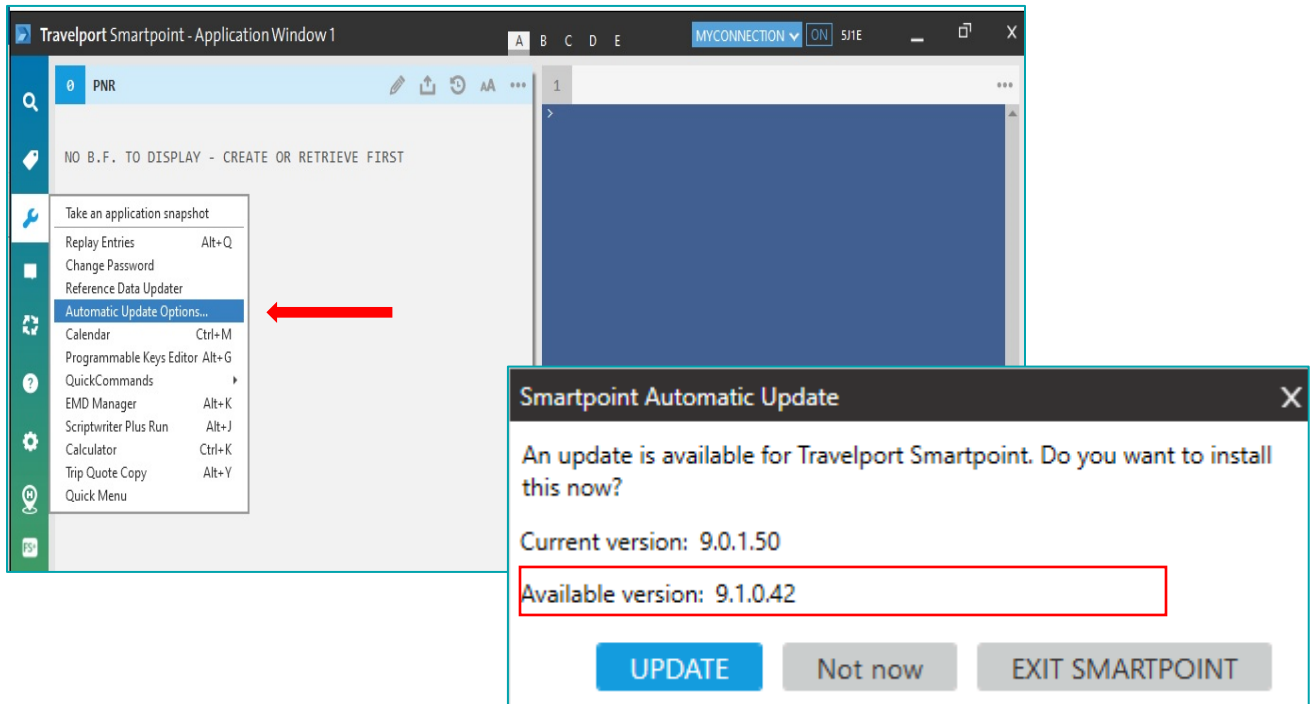 Travelport Smartpoint - Application Window 1
A B C D E
MYCONNECTION ON 5J1E
X
0 PNR
AA
1
>
NO B.F. TO DISPLAY - CREATE OR RETRIEVE FIRST
Take an application snapshot
Replay Entries Alt+Q
Change Password
Reference Data Updater
Automatic Update Options...
Calendar Ctrl+M
Programmable Keys Editor Alt+G
QuickCommands
EMD Manager Alt+K
Scriptwriter Plus Run Alt+J
Calculator Ctrl+K
Trip Quote Copy Alt+Y
Quick Menu
?
H
FS+
Smartpoint Automatic Update X
An update is available for Travelport Smartpoint. Do you want to install
this now?
Current version: 9.0.1.50
Available version: 9.1.0.42
UPDATE Not now EXIT SMARTPOINT